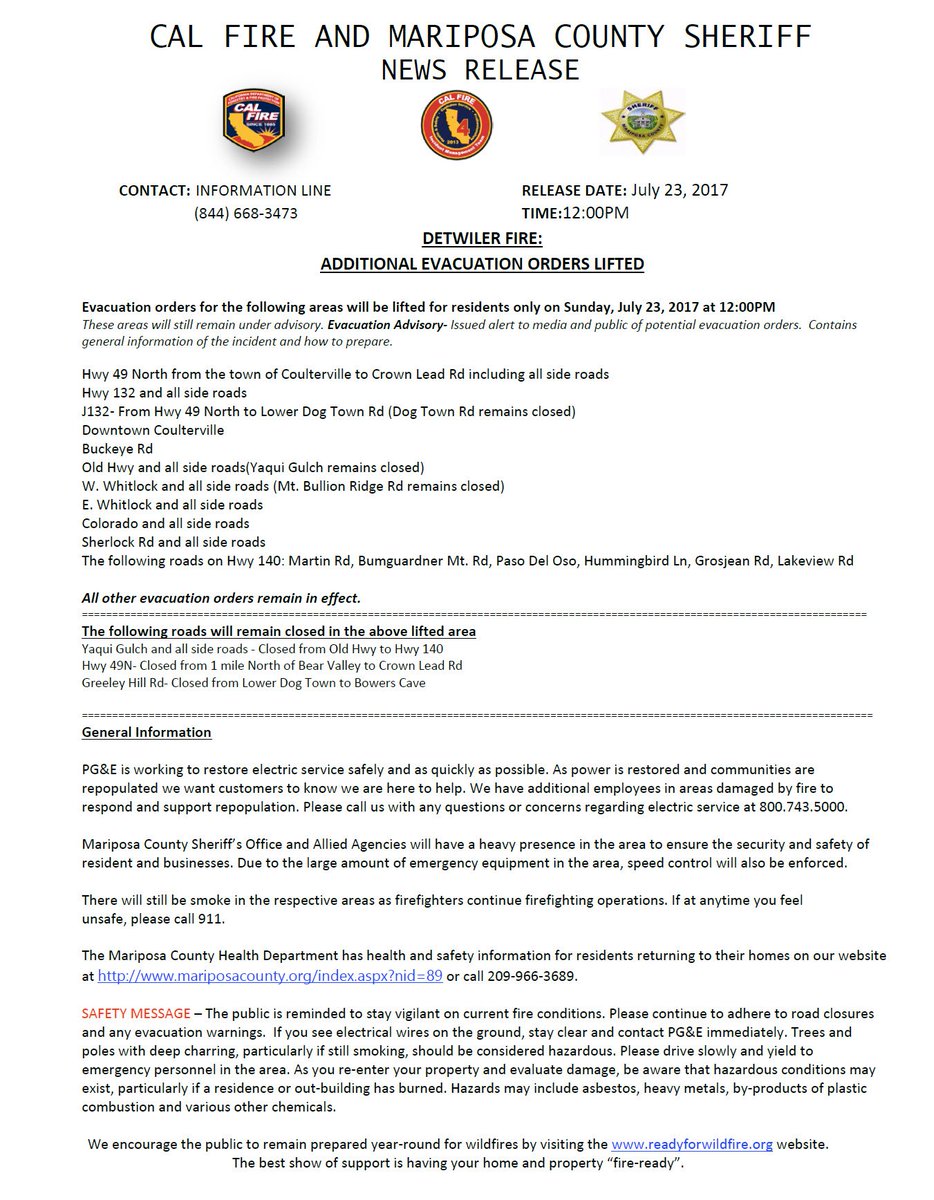 CAL FIRE AND MARIPOSA COUNTY SHERIFF
NEWS RELEASE
CALIFORNIA DEPARTMENT OF
FORESTRY & FIRE PROTECTION
CAL
FIRE
SINCE 1885
CAL FIRE
4
2013
Incident Management Team
SHERIFF
MARIPOSA COUNTY
CONTACT: INFORMATION LINE
(844) 668-3473
RELEASE DATE: July 23, 2017
TIME:12:00PM
DETWILER FIRE:
ADDITIONAL EVACUATION ORDERS LIFTED
Evacuation orders for the following areas will be lifted for residents only on Sunday, July 23, 2017 at 12:00PM
These areas will still remain under advisory. Evacuation Advisory- Issued alert to media and public of potential evacuation orders.  Contains
general information of the incident and how to prepare.
Hwy 49 North from the town of Coulterville to Crown Lead Rd including all side roads
Hwy 132 and all side roads
J132- From Hwy 49 North to Lower Dog Town Rd (Dog Town Rd remains closed)
Downtown Coulterville
Buckeye Rd
Old Hwy and all side roads(Yaqui Gulch remains closed)
W. Whitlock and all side roads (Mt. Bullion Ridge Rd remains closed)
E. Whitlock and all side roads
Colorado and all side roads
Sherlock Rd and all side roads
The following roads on Hwy 140: Martin Rd, Bumguardner Mt. Rd, Paso Del Oso, Hummingbird Ln, Grosjean Rd, Lakeview Rd
All other evacuation orders remain in effect.
The following roads will remain closed in the above lifted area
Yaqui Gulch and all side roads - Closed from Old Hwy to Hwy 140
Hwy 49N- Closed from 1 mile North of Bear Valley to Crown Lead Rd
Greeley Hill Rd- Closed from Lower Dog Town to Bowers Cave
General Information
PG&E is working to restore electric service safely and as quickly as possible. As power is restored and communities are
repopulated we want customers to know we are here to help. We have additional employees in areas damaged by fire to
respond and support repopulation. Please call us with any questions or concerns regarding electric service at 800.743.5000.
Mariposa County Sheriff's Office and Allied Agencies will have a heavy presence in the area to ensure the security and safety of
resident and businesses. Due to the large amount of emergency equipment in the area, speed control will also be enforced.
There will still be smoke in the respective areas as firefighters continue firefighting operations. If at anytime you feel
unsafe, please call 911.
The Mariposa County Health Department has health and safety information for residents returning to their homes on our website
at http://www.mariposacounty.org/index.aspx?nid=89 or call 209-966-3689.
SAFETY MESSAGE – The public is reminded to stay vigilant on current fire conditions. Please continue to adhere to road closures
and any evacuation warnings.  If you see electrical wires on the ground, stay clear and contact PG&E immediately. Trees and
poles with deep charring, particularly if still smoking, should be considered hazardous. Please drive slowly and yield to
emergency personnel in the area. As you re-enter your property and evaluate damage, be aware that hazardous conditions may
exist, particularly if a residence or out-building has burned. Hazards may include asbestos, heavy metals, by-products of plastic
combustion and various other chemicals.
We encourage the public to remain prepared year-round for wildfires by visiting the www.readyforwildfire.org website.
The best show of support is having your home and property “fire-ready”.